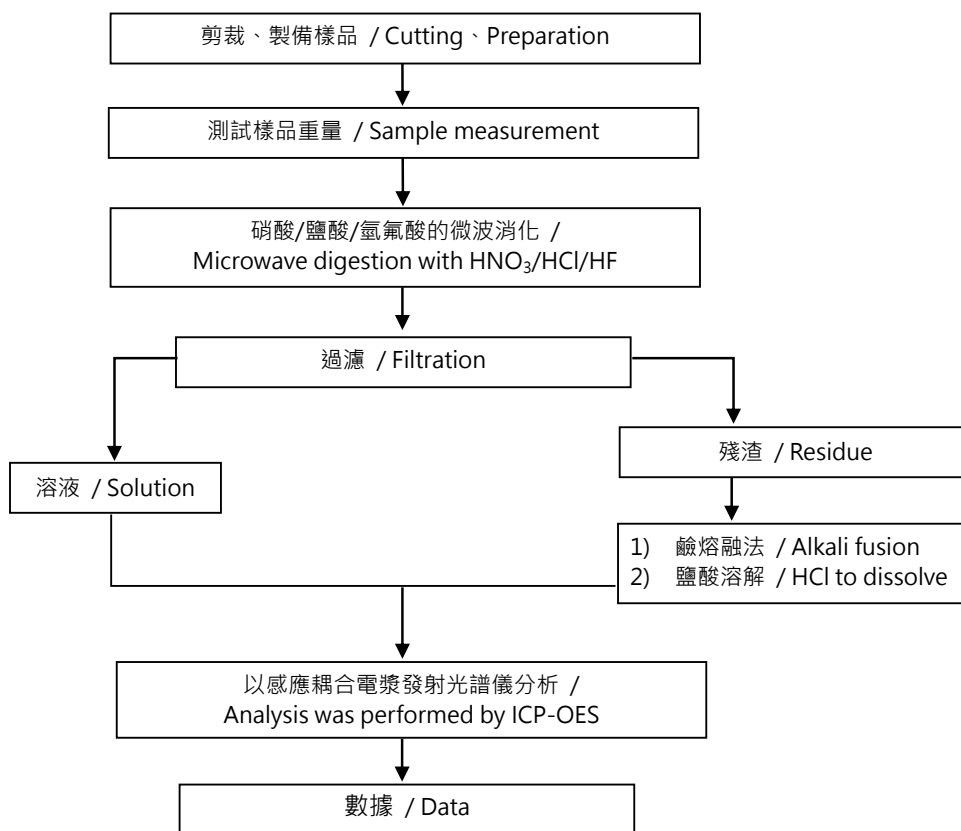 剪裁、製備樣品 / Cutting、Preparation
測試樣品重量 / Sample measurement
硝酸/鹽酸/氫氟酸的微波消化 /
Microwave digestion with HNO₃/HCl/HF
過濾 / Filtration
殘渣 / Residue
溶液 / Solution
1) 鹼熔融法 / Alkali fusion
2) 鹽酸溶解 / HCl to dissolve
以感應耦合電漿發射光譜儀分析 /
Analysis was performed by ICP-OES
數據 / Data